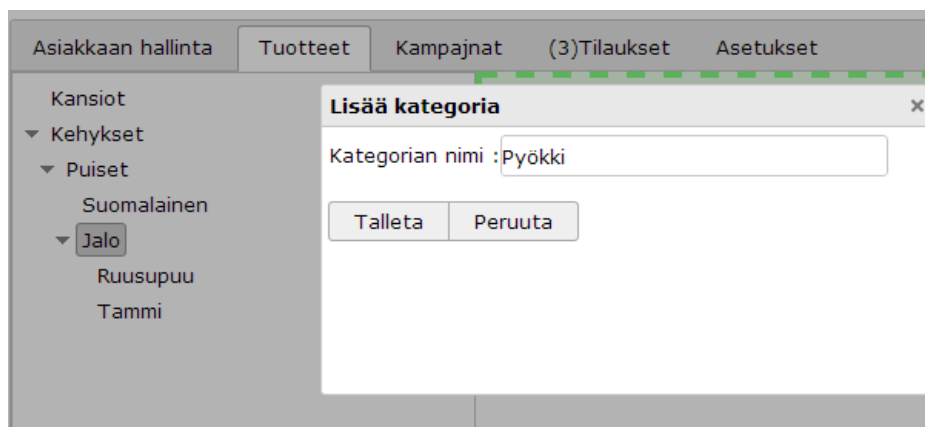 Asiakkaan hallinta Tuotteet Kampajnat (3)Tilaukset Asetukset
Kansiot
Kehykset
Puiset
Suomalainen
Jalo
Ruusupuu
Tammi
Lisää kategoria ×
Kategorian nimi :Pyökki
Talleta Peruuta